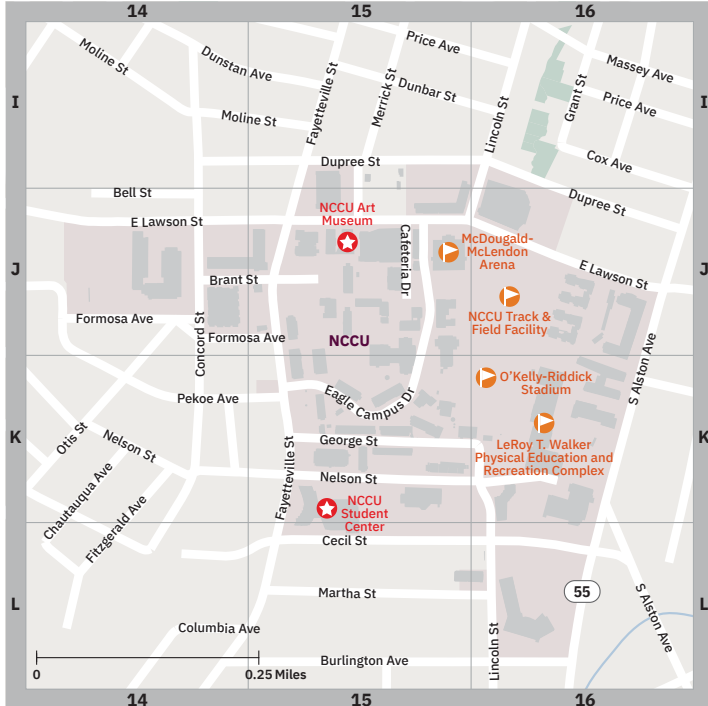 14
15
16
Moline St
Dunstan Ave
Price Ave
Massey Ave
Fayetteville St
Merrick St
Dunbar St
Lincoln St
Grant St
Price Ave
I
I
Moline St
Dupree St
Cox Ave
Bell St
Dupree St
E Lawson St
NCCU Art
Museum
Cafeteria Dr
McDougald-
McLendon
Arena
E Lawson St
J
J
Brant St
NCCU Track &
Field Facility
Formosa Ave
Concord St
Formosa Ave
NCCU
S Alston Ave
O'Kelly-Riddick
Stadium
Pekoe Ave
Eagle Campus Dr
K
K
Otis St
Nelson St
Fayetteville St
George St
LeRoy T. Walker
Physical Education and
Recreation Complex
Chautauqua Ave
Nelson St
Fitzgerald Ave
NCCU
Student
Center
Cecil St
55
Martha St
L
L
S Alston Ave
Columbia Ave
Lincoln St
Burlington Ave
0
0.25 Miles
14
15
16